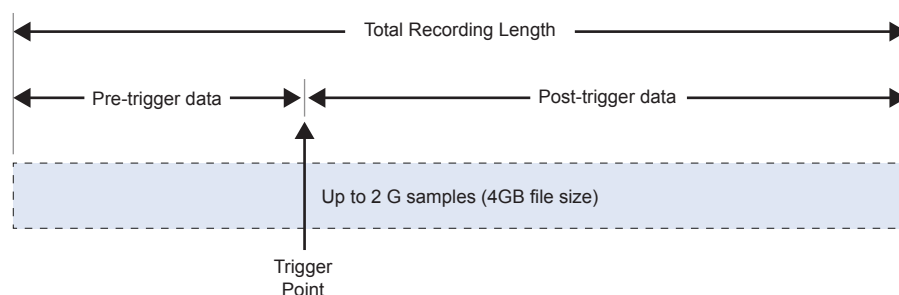 Total Recording Length
Pre-trigger data
Post-trigger data
Up to 2 G samples (4GB file size)
Trigger
Point